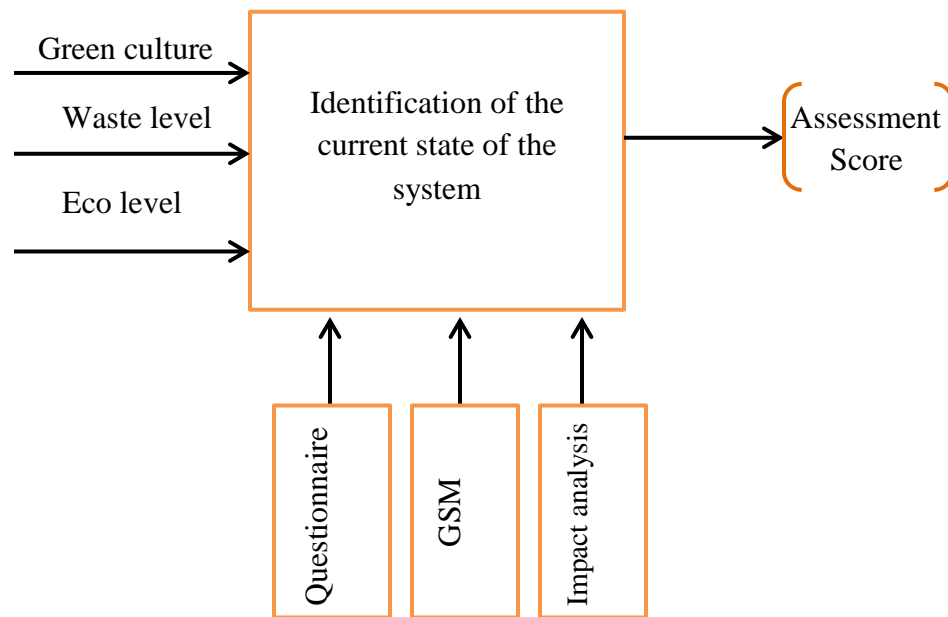 Green culture
Waste level
Eco level
Identification of the
current state of the
system
Assessment
Score
Questionnaire
GSM
Impact analysis